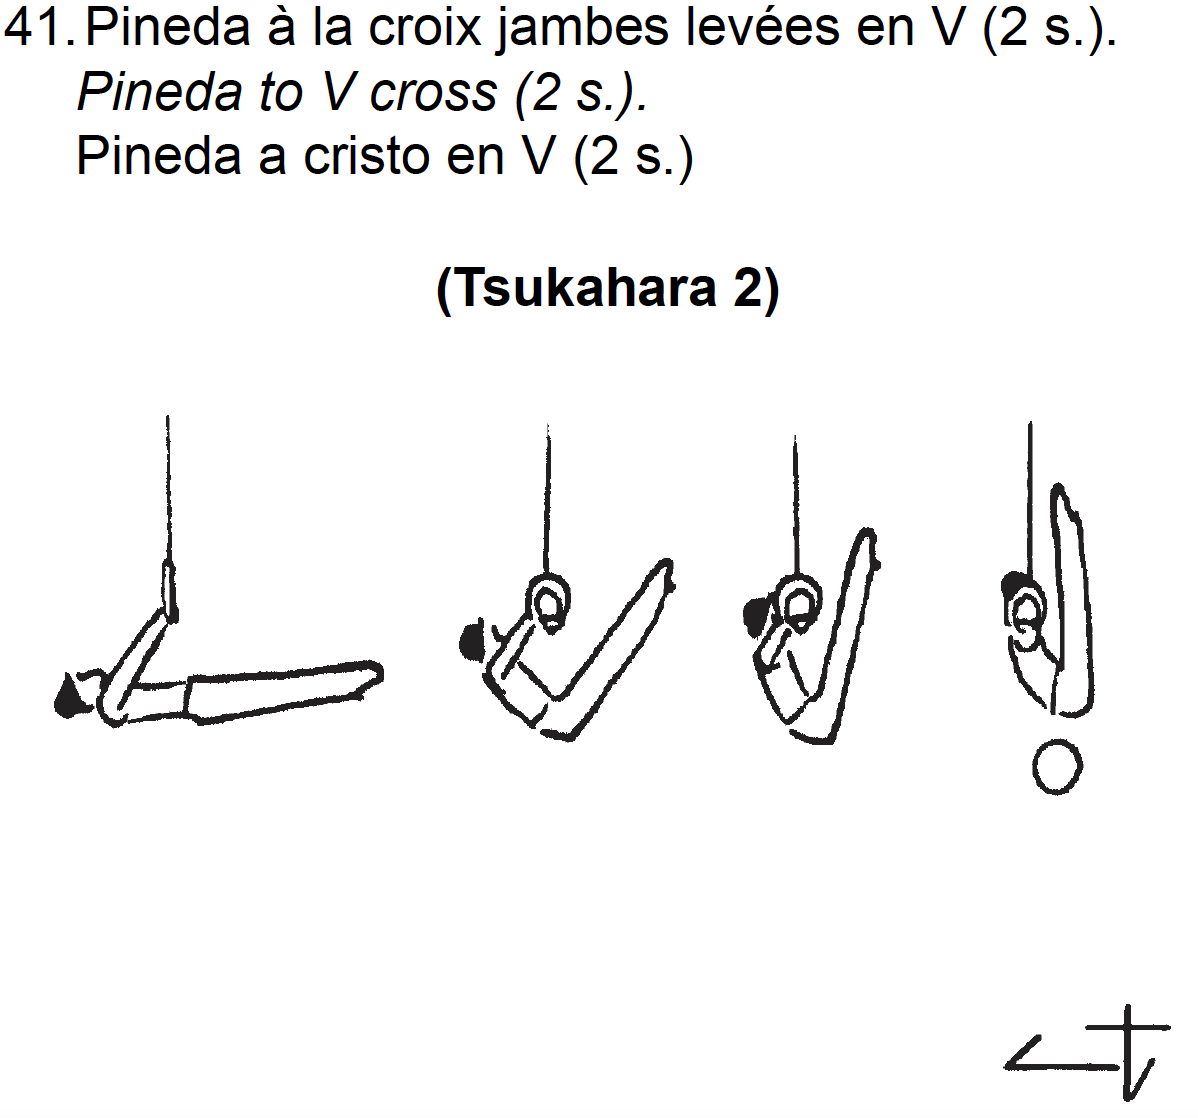 41. Pineda à la croix jambes levées en V (2 s.).
Pineda to V cross (2 s.).
Pineda a cristo en V (2 s.)
(Tsukahara 2)